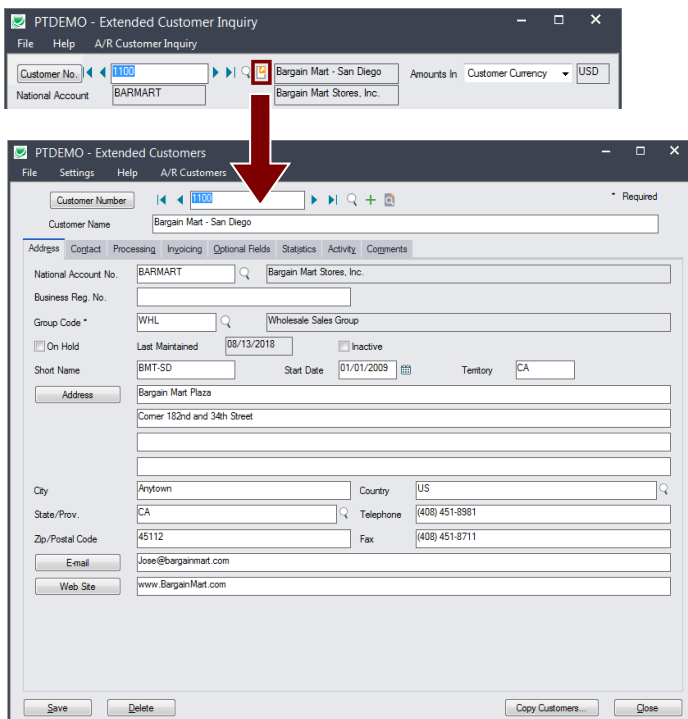 PTDEMO - Extended Customer Inquiry
File Help A/R Customer Inquiry
Customer No. 1100 Bargain Mart - San Diego Amounts In Customer Currency USD
National Account BARMART Bargain Mart Stores, Inc.
PTDEMO - Extended Customers
File Settings Help A/R Customers
Customer Number 1100 * Required
Customer Name Bargain Mart - San Diego
Address Contact Processing Invoicing Optional Fields Statistics Activity Comments
National Account No. BARMART Bargain Mart Stores, Inc.
Business Reg. No.
Group Code * WHL Wholesale Sales Group
On Hold Last Maintained 08/13/2018 Inactive
Short Name BMT-SD Start Date 01/01/2009 Territory CA
Address Bargain Mart Plaza
Corner 182nd and 34th Street
City Anytown Country US
State/Prov. CA Telephone (408) 451-8981
Zip/Postal Code 45112 Fax (408) 451-8711
E-mail Jose@bargainmart.com
Web Site www.BargainMart.com
Save Delete Copy Customers... Close